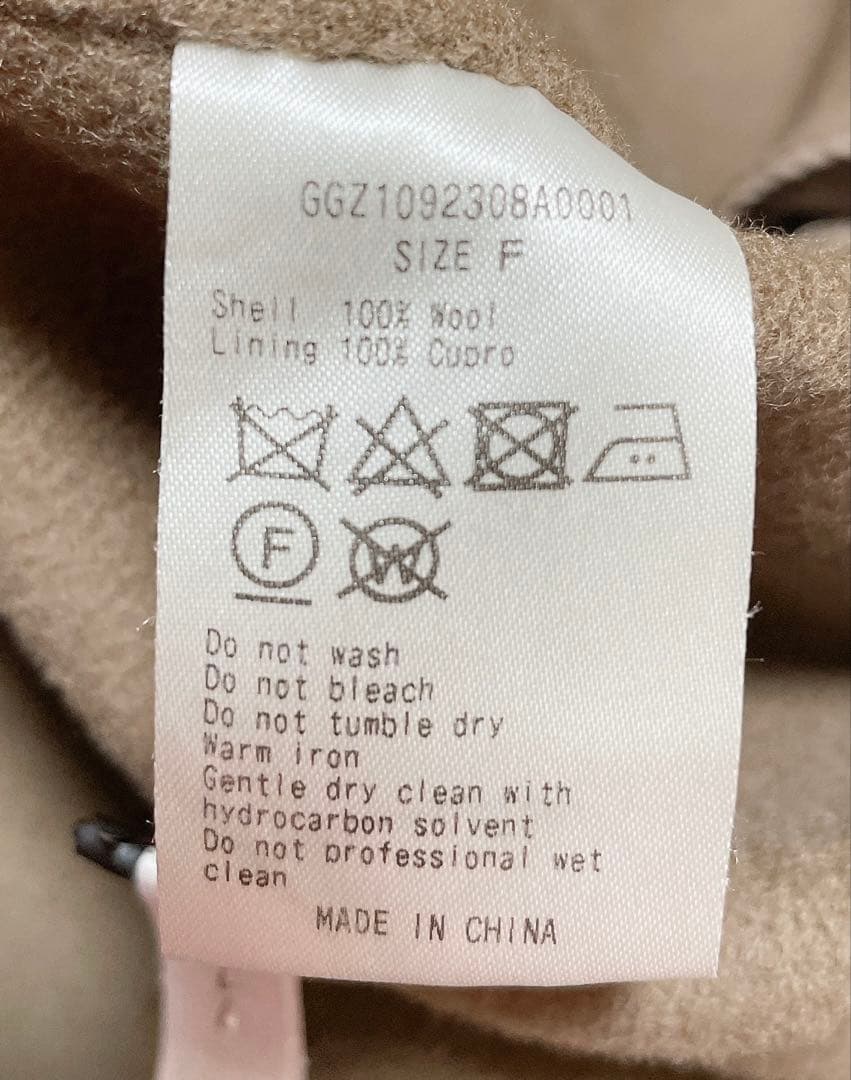 GGZ1092308A0001
SIZE F
Shell 100% Wool
Lining 100% Cupro
F
W
Do not wash
Do not bleach
Do not tumble dry
Warm iron
Gentle dry clean with
hydrocarbon solvent
Do not professional wet
clean
MADE IN CHINA